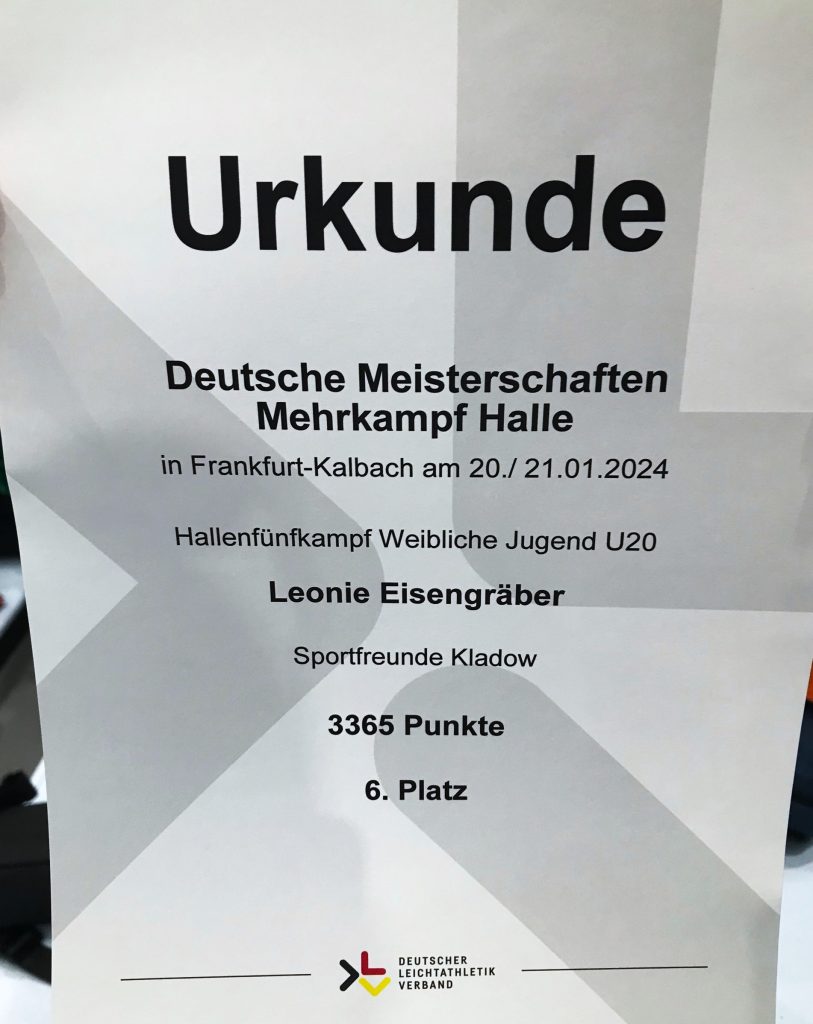 Urkunde
Deutsche Meisterschaften
Mehrkampf Halle
in Frankfurt-Kalbach am 20./ 21.01.2024
Hallenfünfkampf Weibliche Jugend U20
Leonie Eisengräber
Sportfreunde Kladow
3365 Punkte
6. Platz
DEUTSCHER
LEICHTATHLETIK
VERBAND